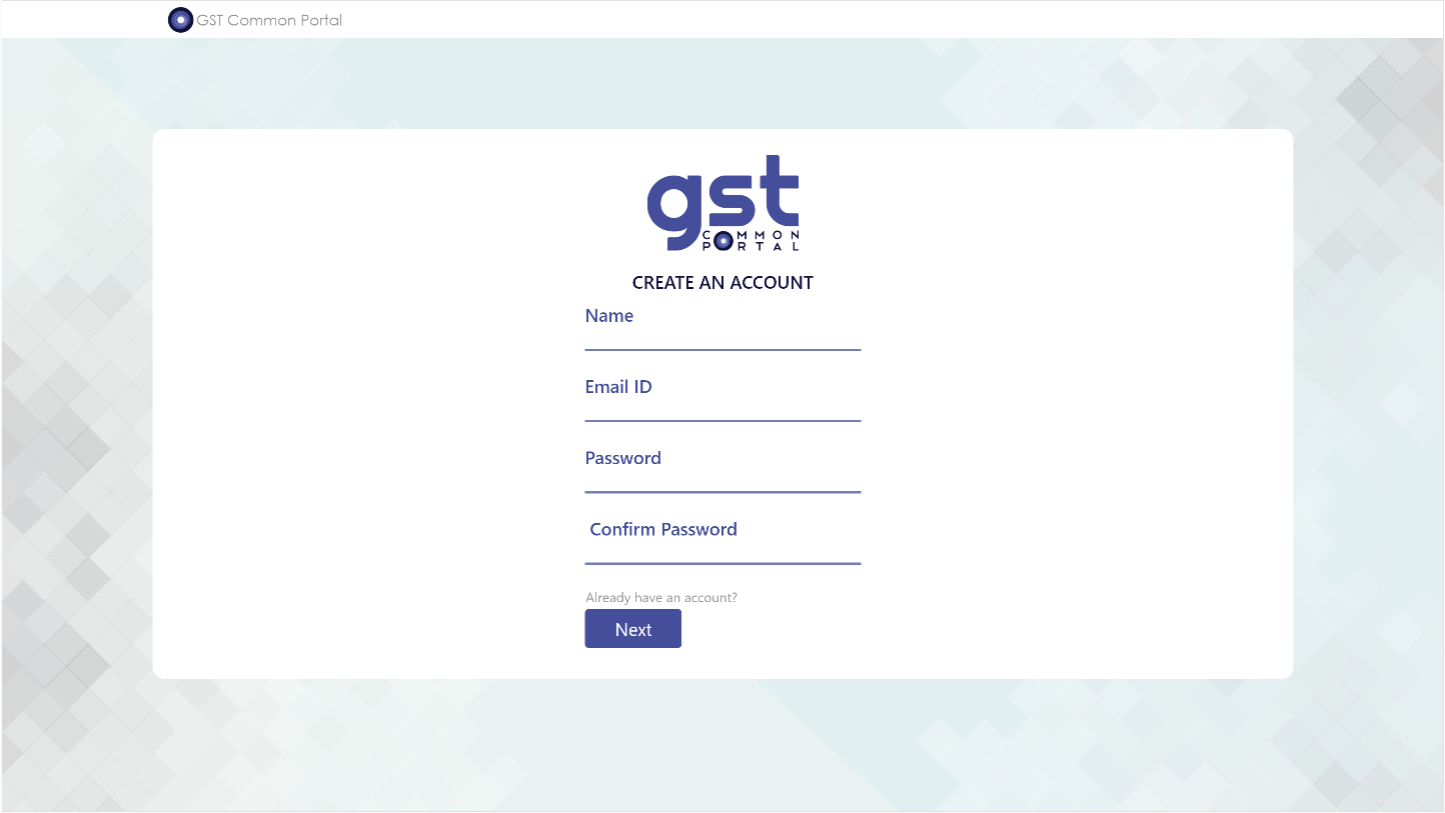 GST Common Portal
gst
COMMON
PORTAL
CREATE AN ACCOUNT
Name
Email ID
Password
Confirm Password
Already have an account?
Next